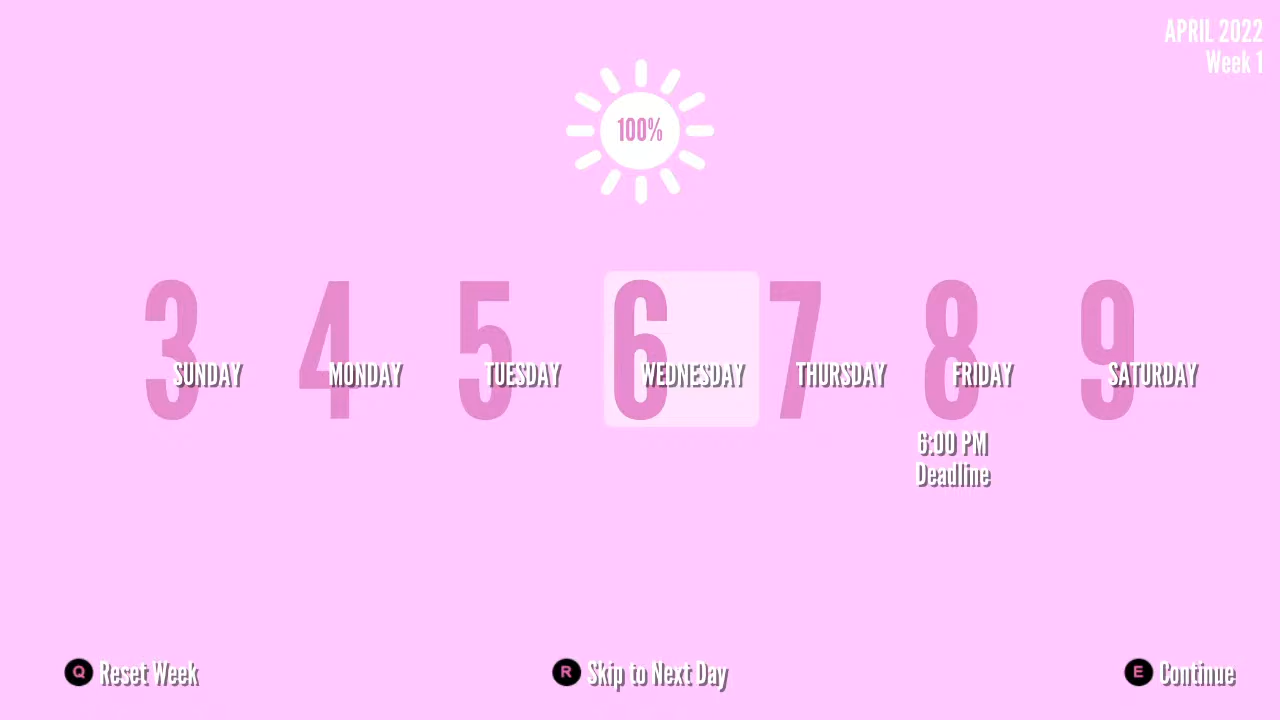 APRIL 2022
Week 1
100%
3 4 5 6 7 8 9
SUNDAY MONDAY TUESDAY WEDNESDAY THURSDAY FRIDAY SATURDAY
6:00 PM
Deadline
Q Reset Week R Skip to Next Day E Continue